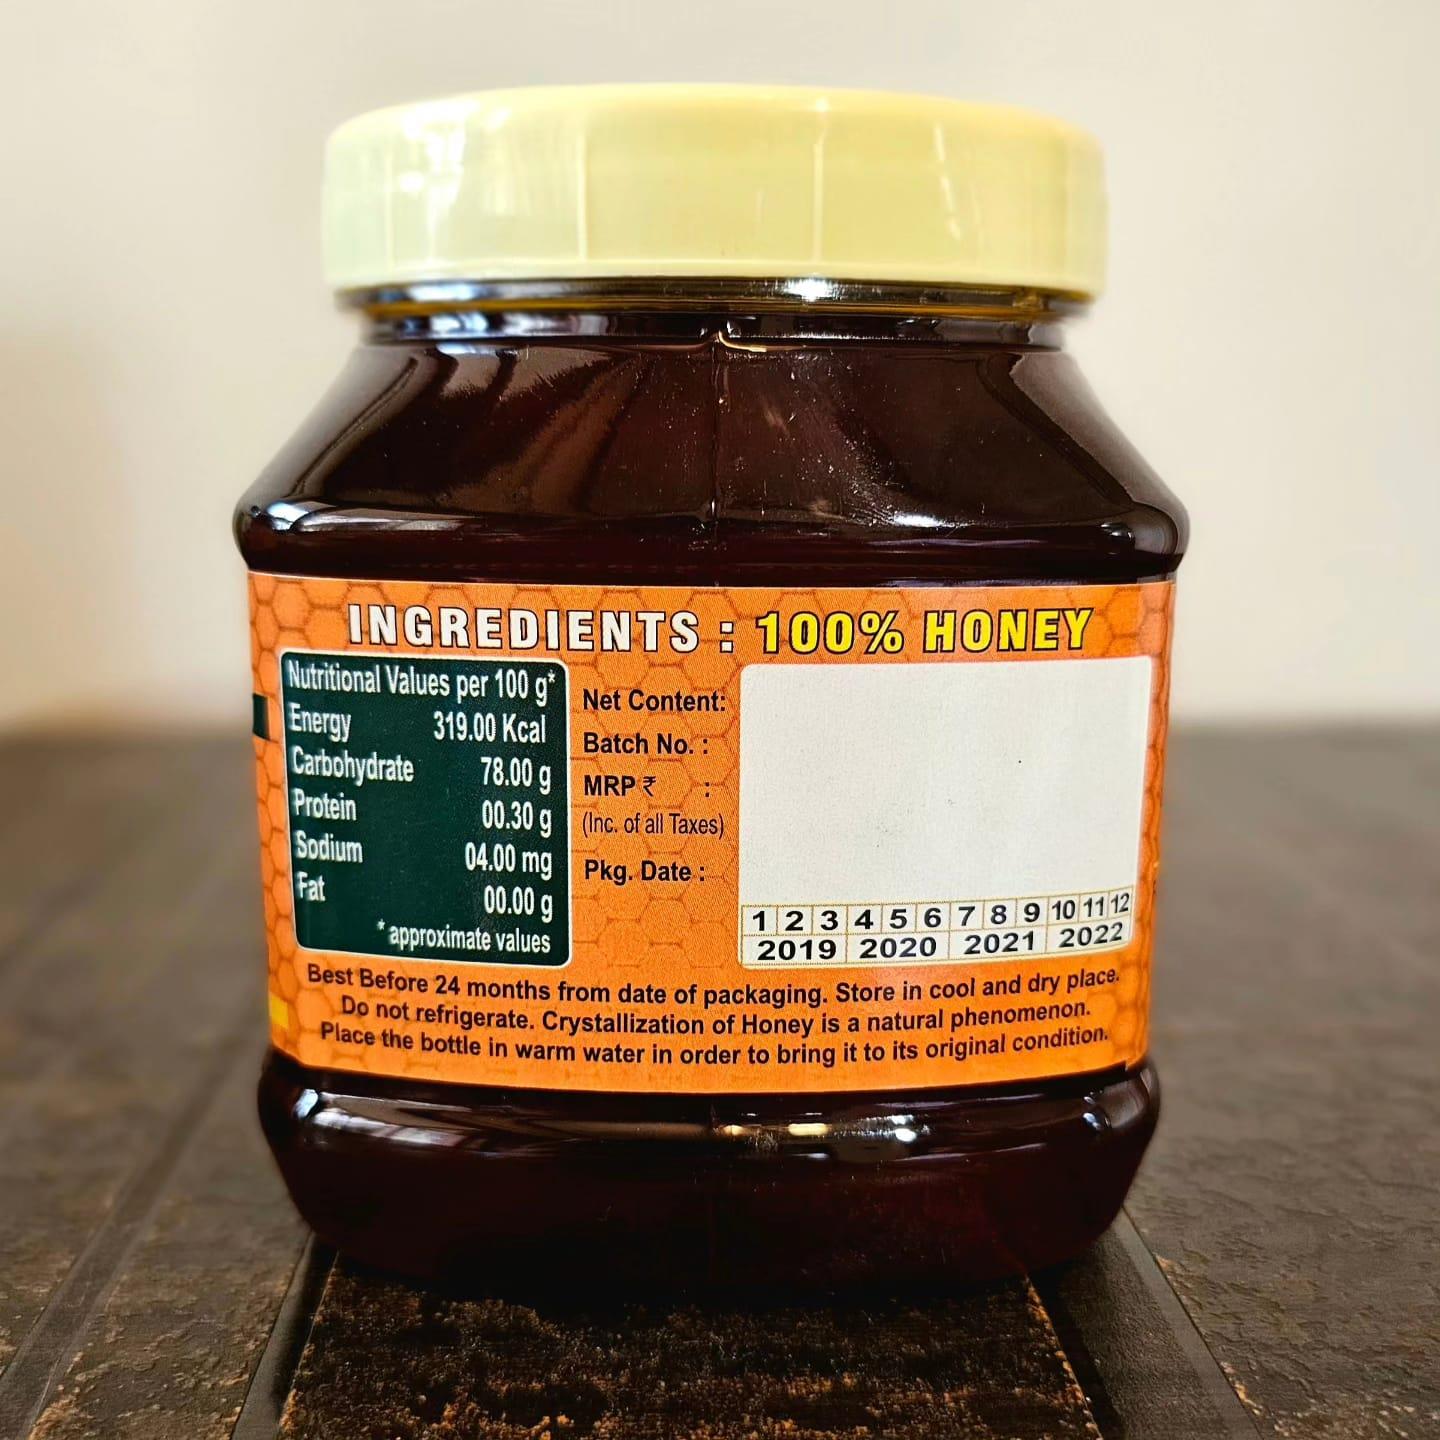 INGREDIENTS : 100% HONEY
Nutritional Values per 100 g*
Energy 319.00 Kcal
Carbohydrate 78.00 g
Protein 00.30 g
Sodium 04.00 mg
Fat 00.00 g
* approximate values
Net Content:
Batch No. :
MRP ₹ :
(Inc. of all Taxes)
Pkg. Date :
1 2 3 4 5 6 7 8 9 10 11 12
2019 2020 2021 2022
Best Before 24 months from date of packaging. Store in cool and dry place.
Do not refrigerate. Crystallization of Honey is a natural phenomenon.
Place the bottle in warm water in order to bring it to its original condition.